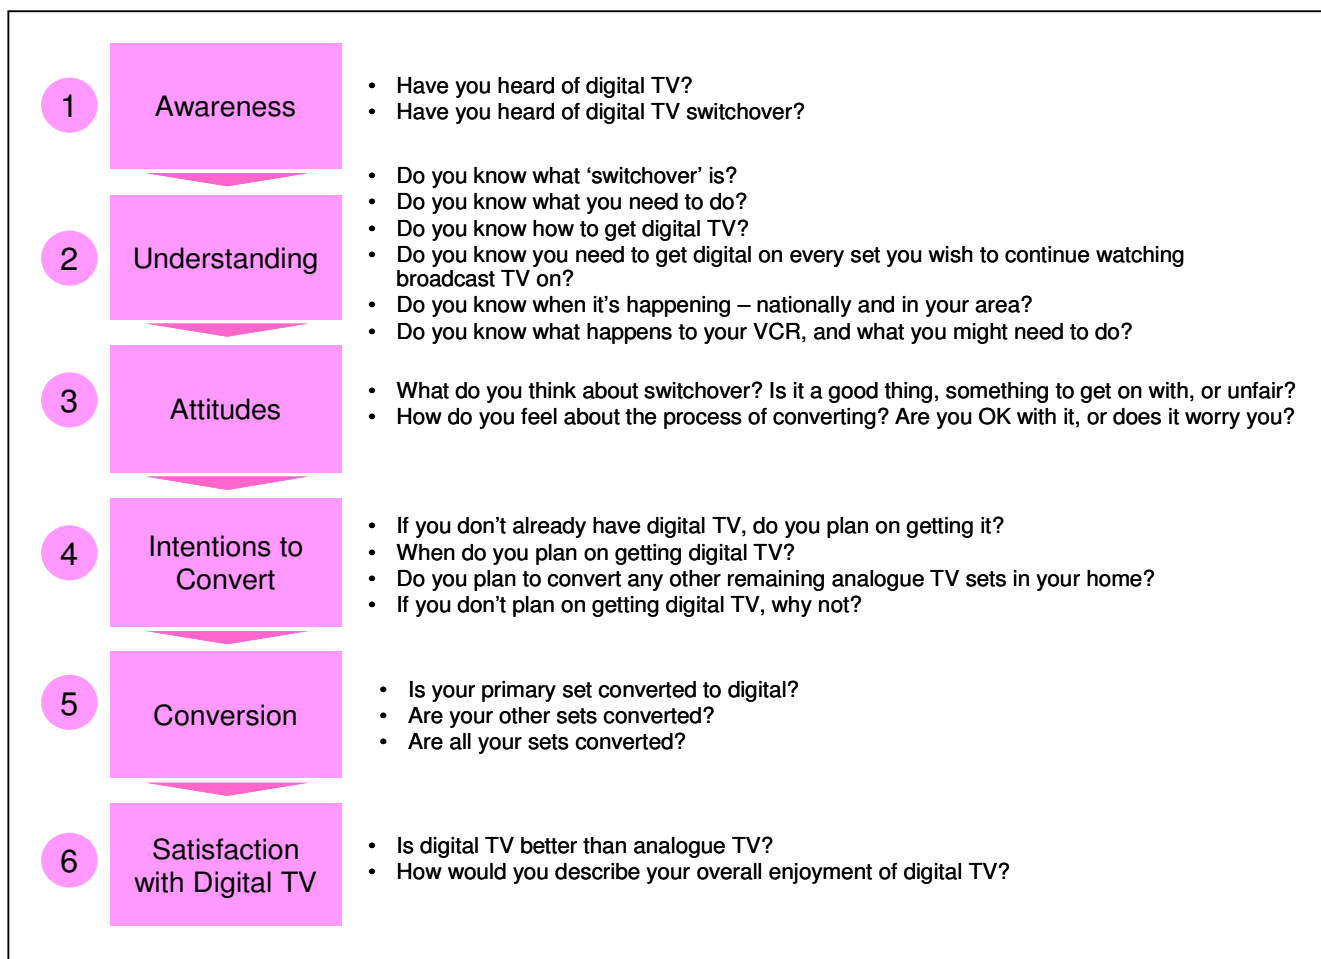 1
Awareness
• Have you heard of digital TV?
• Have you heard of digital TV switchover?
2
Understanding
• Do you know what ‘switchover’ is?
• Do you know what you need to do?
• Do you know how to get digital TV?
• Do you know you need to get digital on every set you wish to continue watching
broadcast TV on?
• Do you know when it’s happening – nationally and in your area?
• Do you know what happens to your VCR, and what you might need to do?
3
Attitudes
• What do you think about switchover? Is it a good thing, something to get on with, or unfair?
• How do you feel about the process of converting? Are you OK with it, or does it worry you?
4
Intentions to
Convert
• If you don’t already have digital TV, do you plan on getting it?
• When do you plan on getting digital TV?
• Do you plan to convert any other remaining analogue TV sets in your home?
• If you don’t plan on getting digital TV, why not?
5
Conversion
• Is your primary set converted to digital?
• Are your other sets converted?
• Are all your sets converted?
6
Satisfaction
with Digital TV
• Is digital TV better than analogue TV?
• How would you describe your overall enjoyment of digital TV?